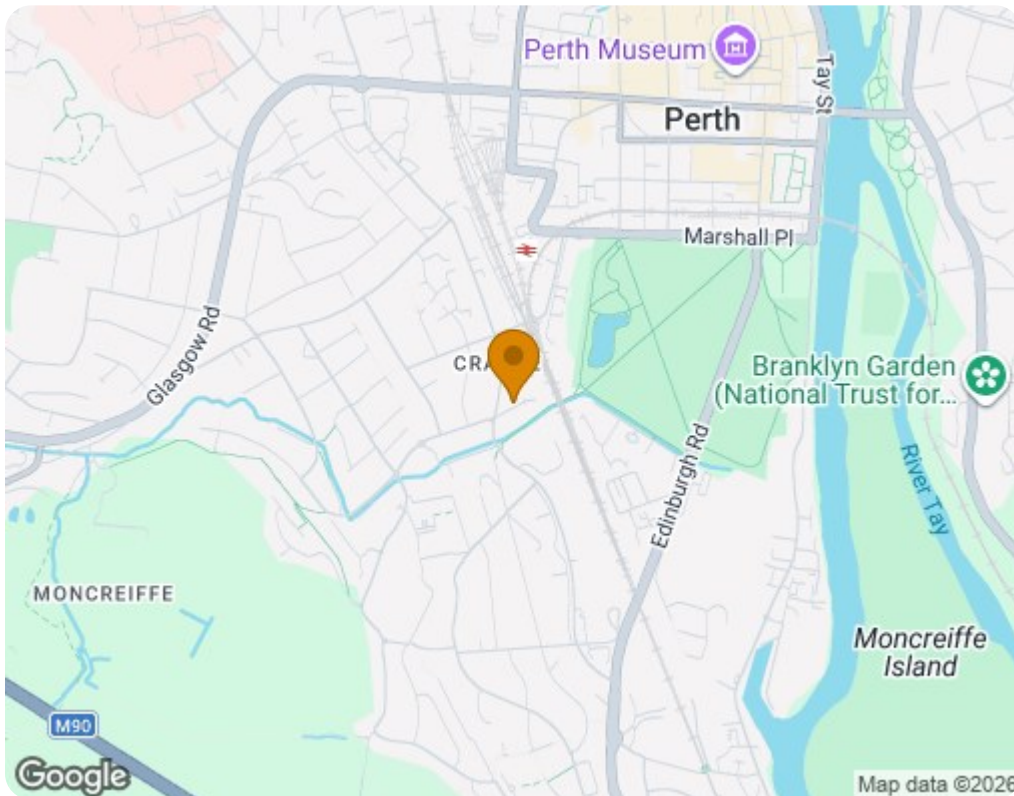 Perth Museum
Tay St
Perth
Marshall Pl
Glasgow Rd
Branklyn Garden
(National Trust for...
Edinburgh Rd
River Tay
MONCREIFFE
Moncreiffe
Island
M90
Google
Map data ©2026